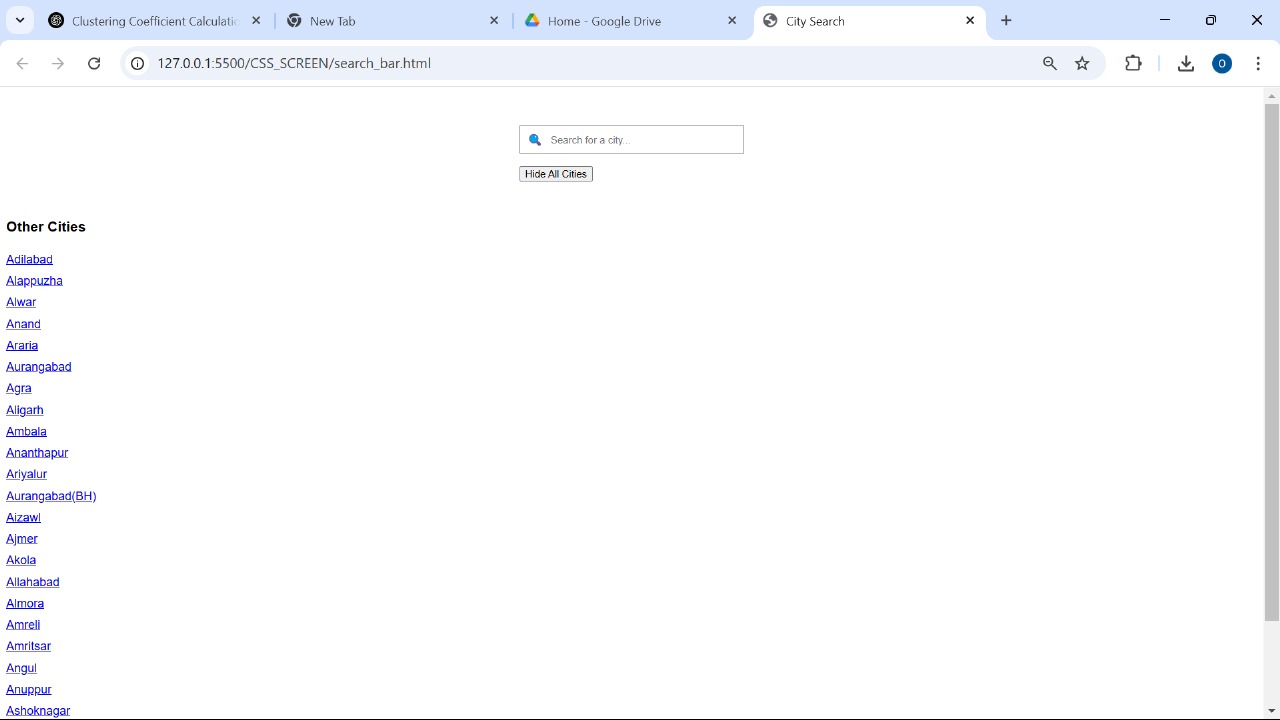 Clustering Coefficient Calculatio
New Tab
Home - Google Drive
City Search
127.0.0.1:5500/CSS_SCREEN/search_bar.html
O
Search for a city...
Hide All Cities
Other Cities
Adilabad
Alappuzha
Alwar
Anand
Araria
Aurangabad
Agra
Aligarh
Ambala
Ananthapur
Ariyalur
Aurangabad(BH)
Aizawl
Ajmer
Akola
Allahabad
Almora
Amreli
Amritsar
Angul
Anuppur
Ashoknagar